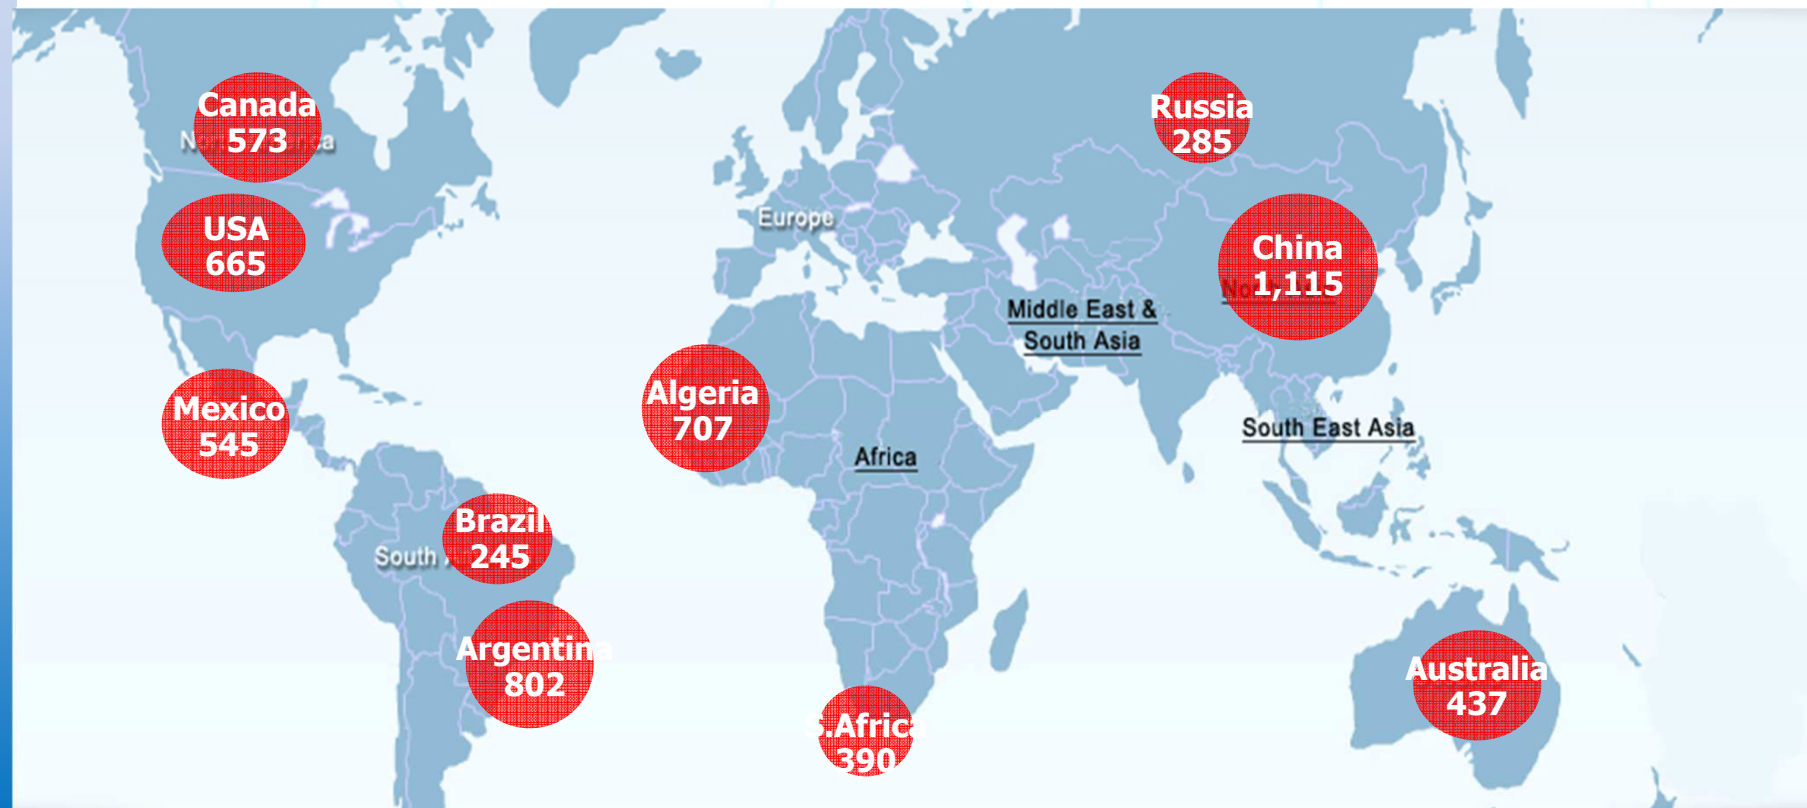 Canada
573
USA
665
Mexico
545
Brazil
245
South
Argentina
802
Europe
Algeria
707
Africa
S.Africa
390
Russia
285
China
1,115
Middle East &
South Asia
South East Asia
Australia
437